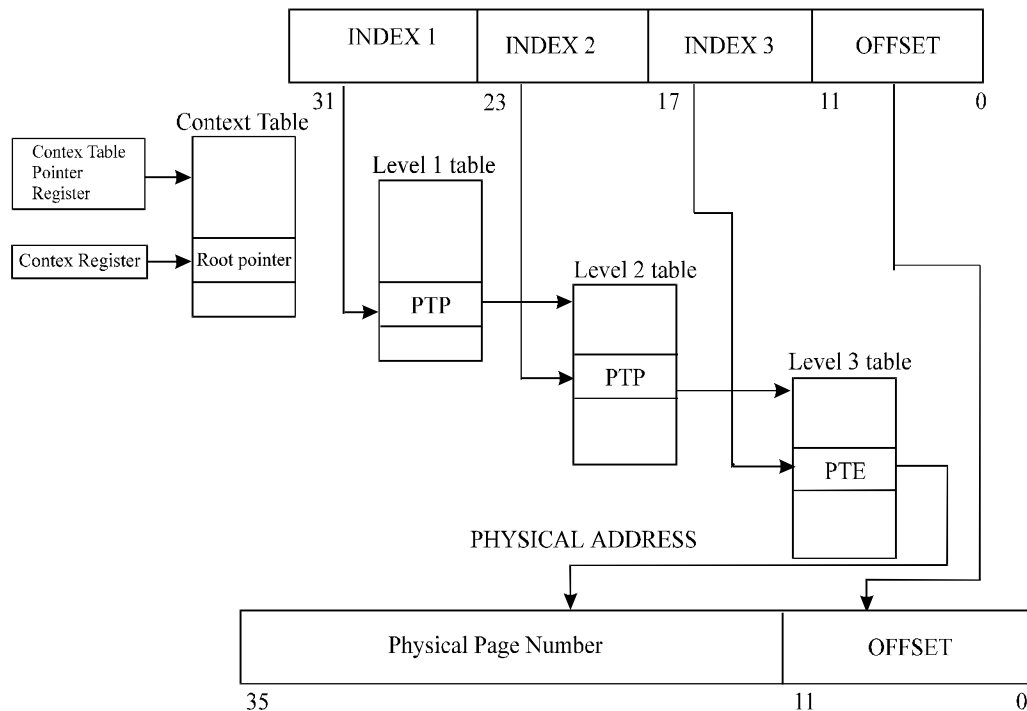 INDEX 1 INDEX 2 INDEX 3 OFFSET
31 23 17 11 0
Context Table
Contex Table
Pointer
Register
Level 1 table
Contex Register
Root pointer
Level 2 table
PTP
PTP
Level 3 table
PTE
PHYSICAL ADDRESS
Physical Page Number OFFSET
35 11 0